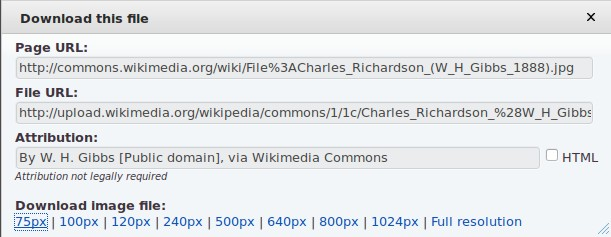 Download this file
Page URL:
http://commons.wikimedia.org/wiki/File%3ACharles_Richardson_(W_H_Gibbs_1888).jpg
File URL:
http://upload.wikimedia.org/wikipedia/commons/1/1c/Charles_Richardson_%28W_H_Gibbs
Attribution:
By W. H. Gibbs [Public domain], via Wikimedia Commons HTML
Attribution not legally required
Download image file:
75px | 100px | 120px | 240px | 500px | 640px | 800px | 1024px | Full resolution